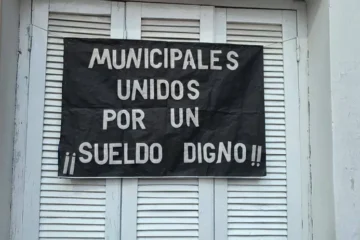 MUNICIPALES
UNIDOS
POR UN
¡¡SUELDO DIGNO!!